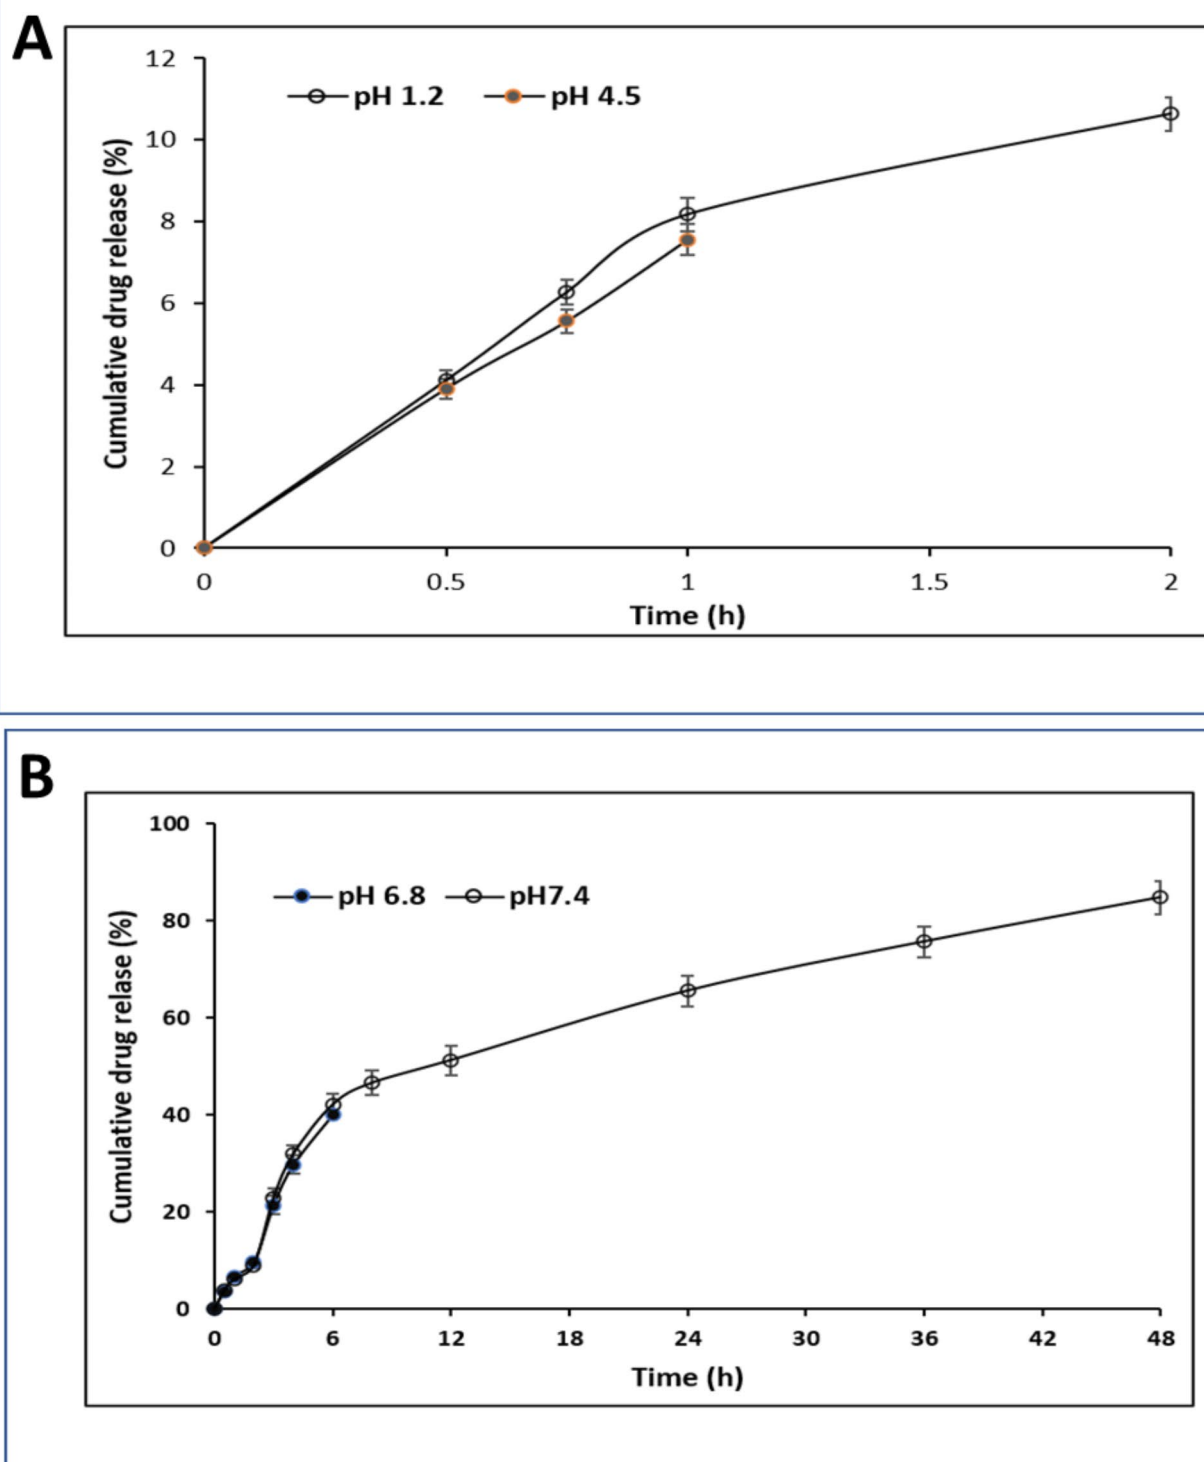 A
Cumulative drug release (%)
12
10
8
6
4
2
0
pH 1.2 pH 4.5
0 0.5 1 1.5 2
Time (h)
B
Cumulative drug relase (%)
100
80
60
40
20
0
pH 6.8 pH7.4
0 6 12 18 24 30 36 42 48
Time (h)